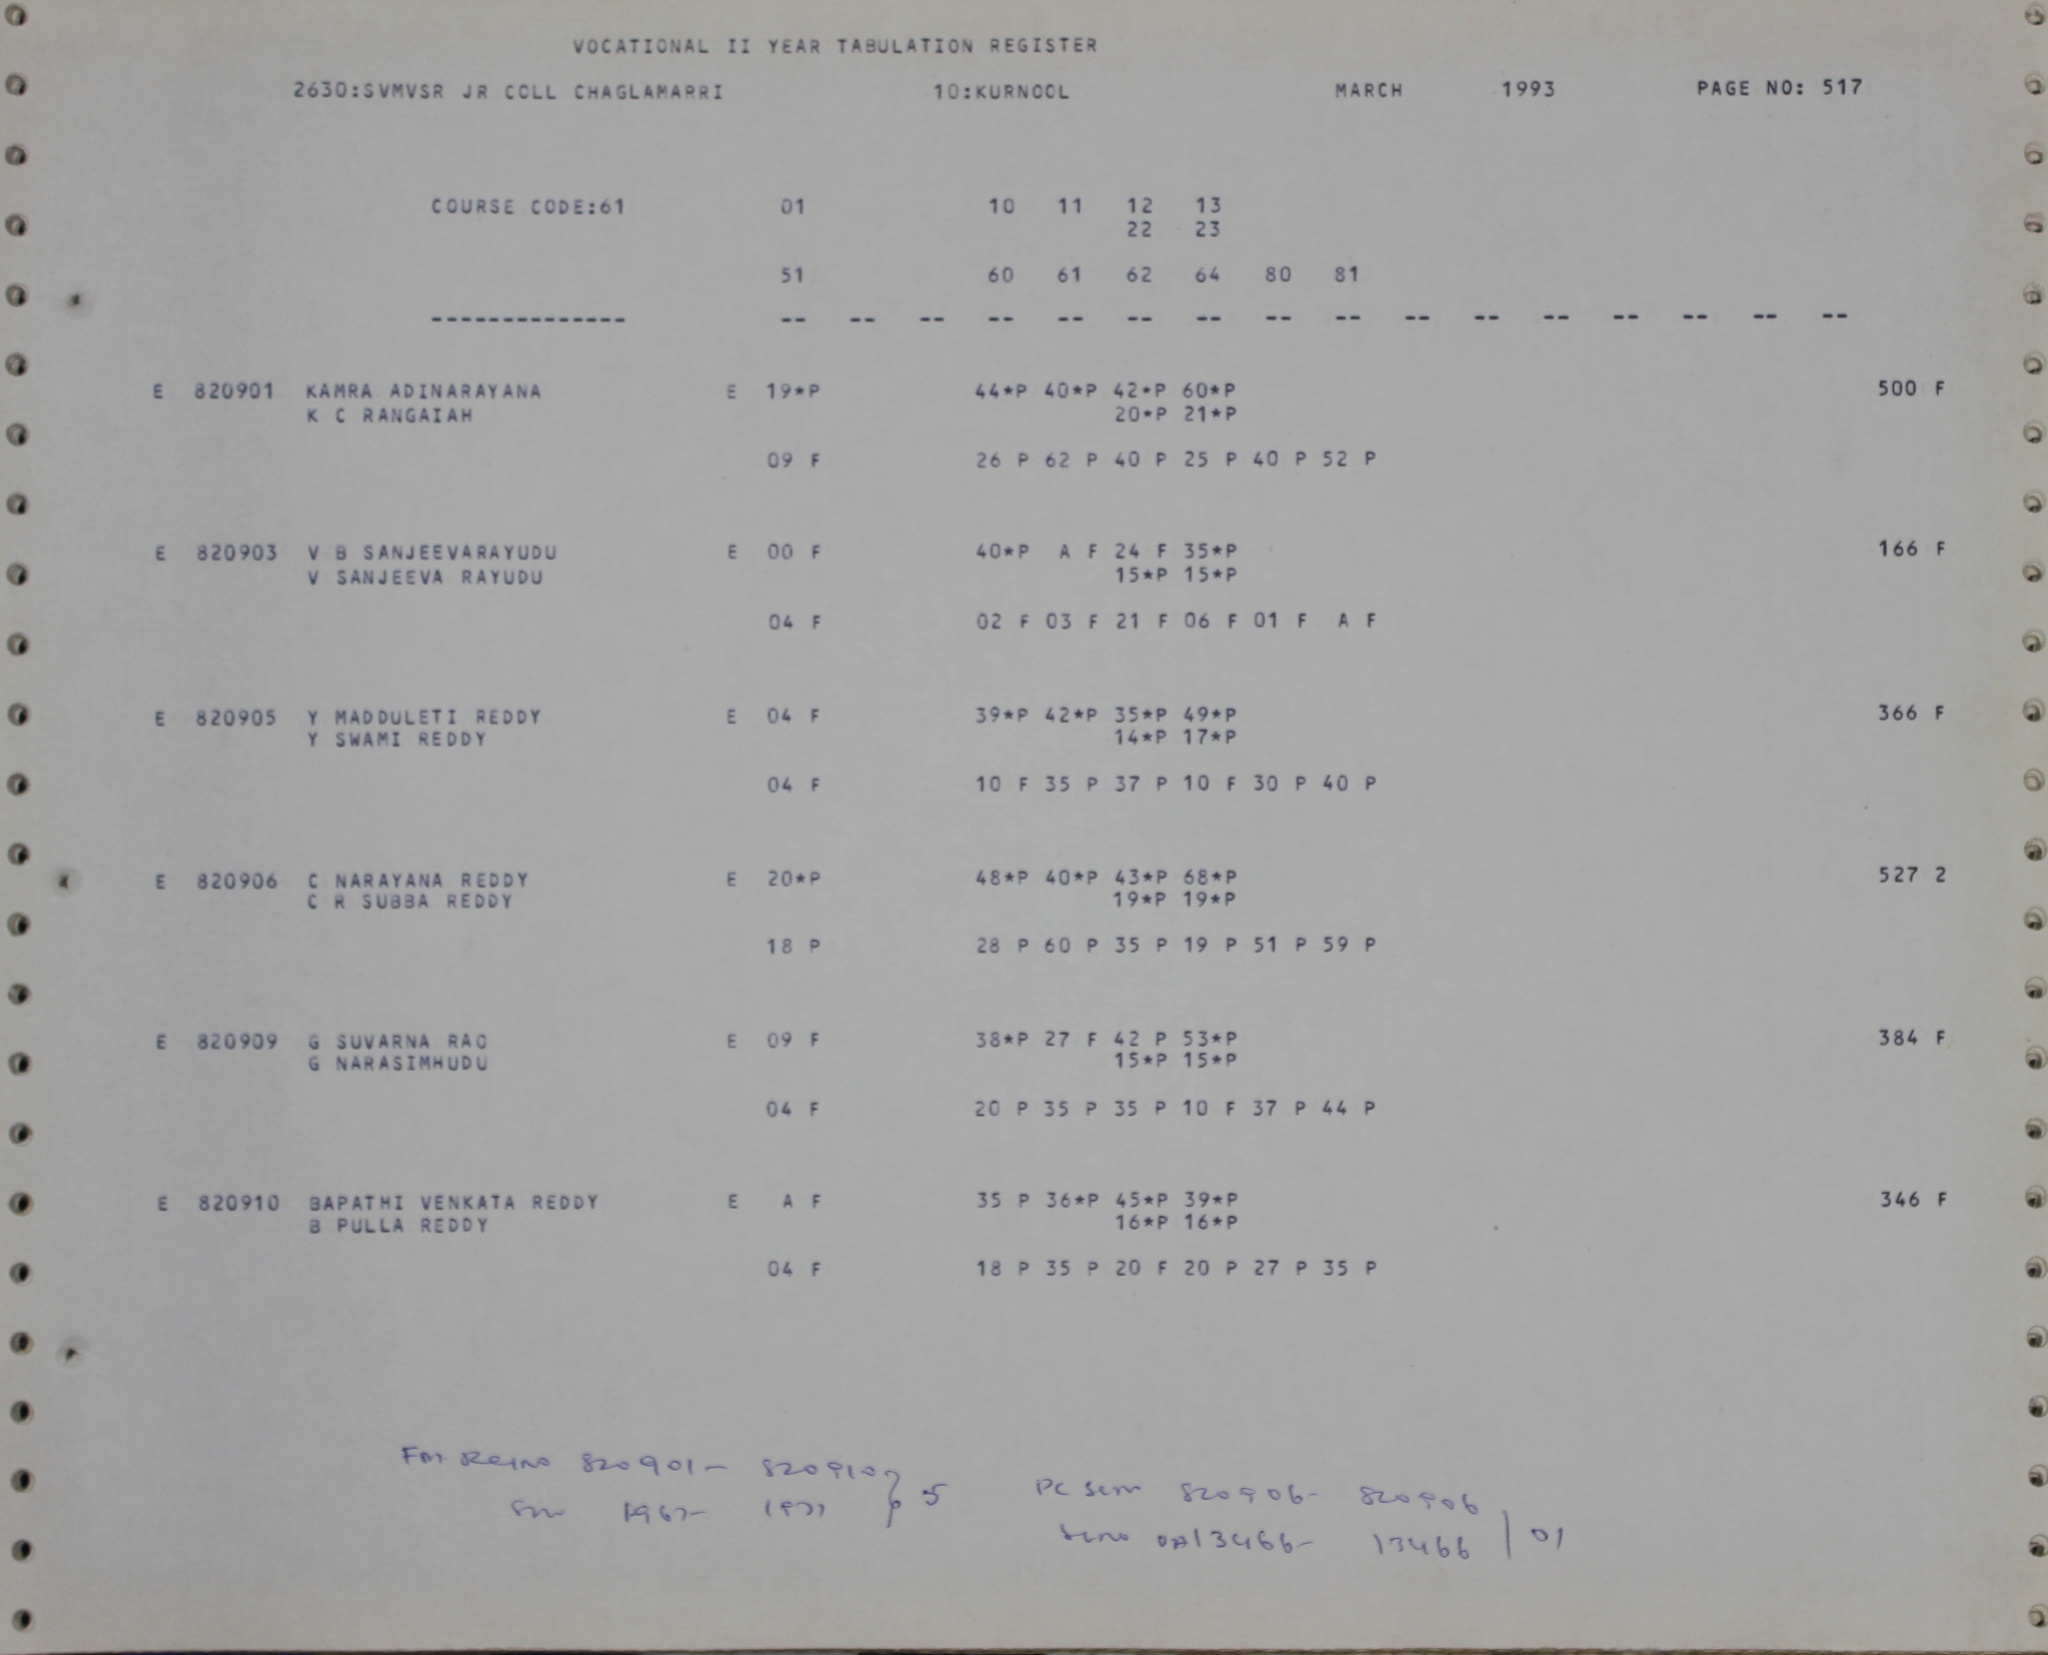 VOCATIONAL II YEAR TABULATION REGISTER
2630:SVMVSR JR COLL CHAGLAMARRI 10:KURNOOL MARCH 1993 PAGE NO: 517
COURSE CODE:61 01 10 11 12 13
22 23
51 60 61 62 64 80 81
-------------- -- -- -- -- -- -- -- -- -- -- -- -- -- -- -- --
E 820901 KAMRA ADINARAYANA E 19*P 44*P 40*P 42*P 60*P 500 F
K C RANGAIAH 20*P 21*P
09 F 26 P 62 P 40 P 25 P 40 P 52 P
E 820903 V B SANJEEVARAYUDU E 00 F 40*P A F 24 F 35*P 166 F
V SANJEEVA RAYUDU 15*P 15*P
04 F 02 F 03 F 21 F 06 F 01 F A F
E 820905 Y MADDULETI REDDY E 04 F 39*P 42*P 35*P 49*P 366 F
Y SWAMI REDDY 14*P 17*P
04 F 10 F 35 P 37 P 10 F 30 P 40 P
E 820906 C NARAYANA REDDY E 20*P 48*P 40*P 43*P 68*P 527 2
C R SUBBA REDDY 19*P 19*P
18 P 28 P 60 P 35 P 19 P 51 P 59 P
E 820909 G SUVARNA RAO E 09 F 38*P 27 F 42 P 53*P 384 F
G NARASIMHUDU 15*P 15*P
04 F 20 P 35 P 35 P 10 F 37 P 44 P
E 820910 BAPATHI VENKATA REDDY E A F 35 P 36*P 45*P 39*P 346 F
B PULLA REDDY 16*P 16*P
04 F 18 P 35 P 20 F 20 P 27 P 35 P
820901 - 820910 5
PC 820906 - 820906
13466 - 13466 01